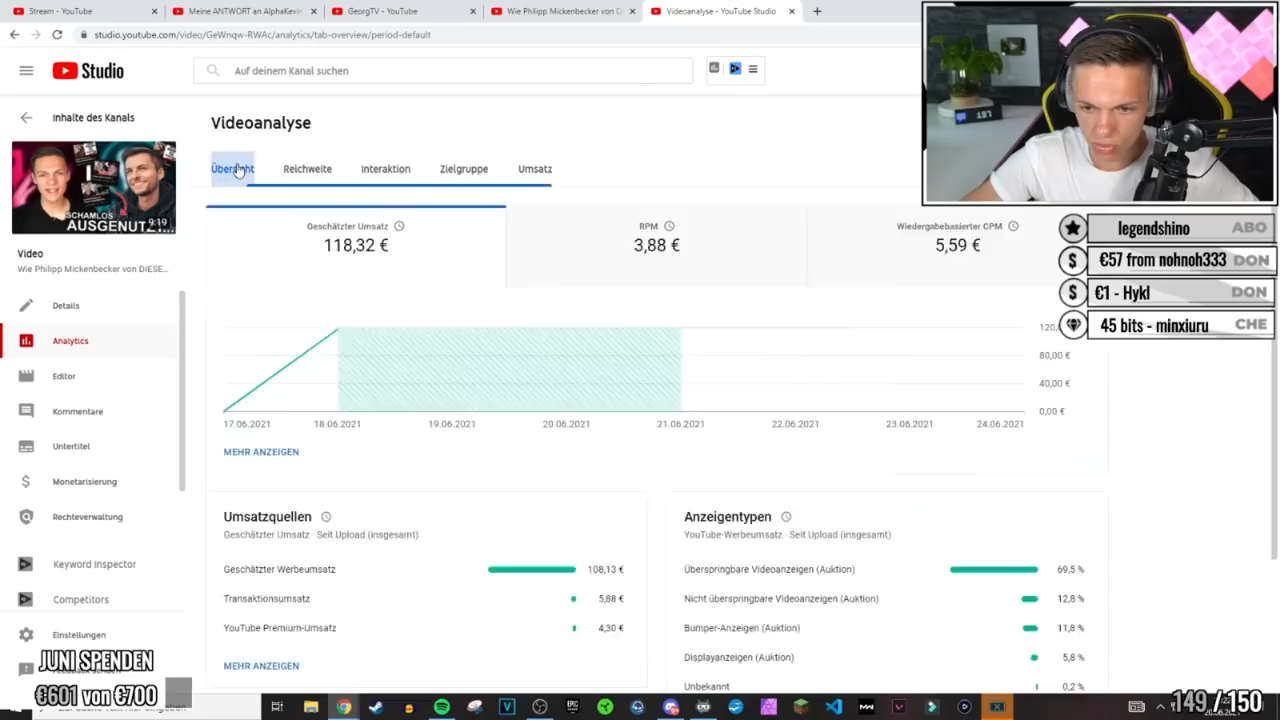 Stream - YouTube
Meine ANTWORT an AlphaKevin
GeorgTV - YouTube
Wie Philipp Mickenbecker von D
Videoanalyse - YouTube Studio
studio.youtube.com/video/GeWnqw-RWAc/analytics/tab-overview/period-default
Studio
Auf deinem Kanal suchen
Inhalte des Kanals
Videoanalyse
Übersicht
Reichweite
Interaktion
Zielgruppe
Umsatz
SCHAMLOS
AUSGENUTZ...
9:19
Video
Wie Philipp Mickenbecker von DIESE...
Details
Analytics
Editor
Kommentare
Untertitel
Monetarisierung
Rechteverwaltung
Keyword Inspector
Competitors
Einstellungen
Geschätzter Umsatz
118,32 €
RPM
3,88 €
Wiedergabebasierter CPM
5,59 €
120,
80,00 €
40,00 €
0,00 €
17.06.2021
18.06.2021
19.06.2021
20.06.2021
21.06.2021
22.06.2021
23.06.2021
24.06.2021
MEHR ANZEIGEN
Umsatzquellen
Geschätzter Umsatz · Seit Upload (insgesamt)
Geschätzter Werbeumsatz 108,13 €
Transaktionsumsatz 5,88 €
YouTube Premium-Umsatz 4,30 €
MEHR ANZEIGEN
Anzeigentypen
YouTube-Werbeumsatz · Seit Upload (insgesamt)
Überspringbare Videoanzeigen (Auktion) 69,5 %
Nicht überspringbare Videoanzeigen (Auktion) 12,8 %
Bumper-Anzeigen (Auktion) 11,8 %
Displayanzeigen (Auktion) 5,8 %
Unbekannt 0,2 %
legendshino ABO
€57 from nohnoh333 DON
€1 - Hykl DON
45 bits - minxiuru CHE
JUNI SPENDEN
€601 von €700
149 / 150